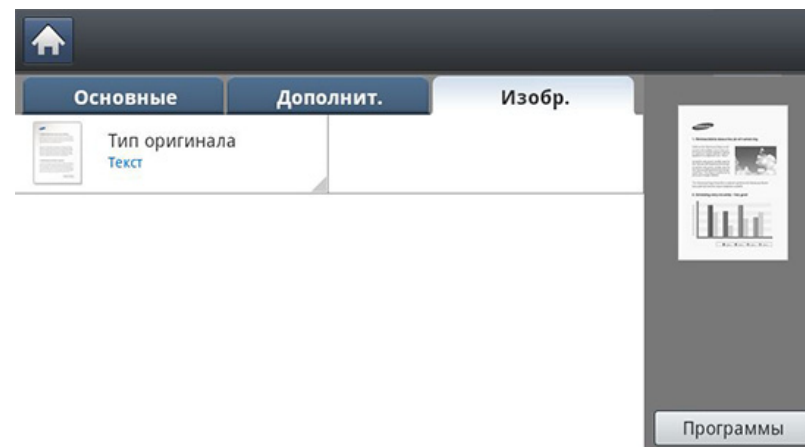 Основные
Дополнит.
Изобр.
Тип оригинала
Текст
Программы